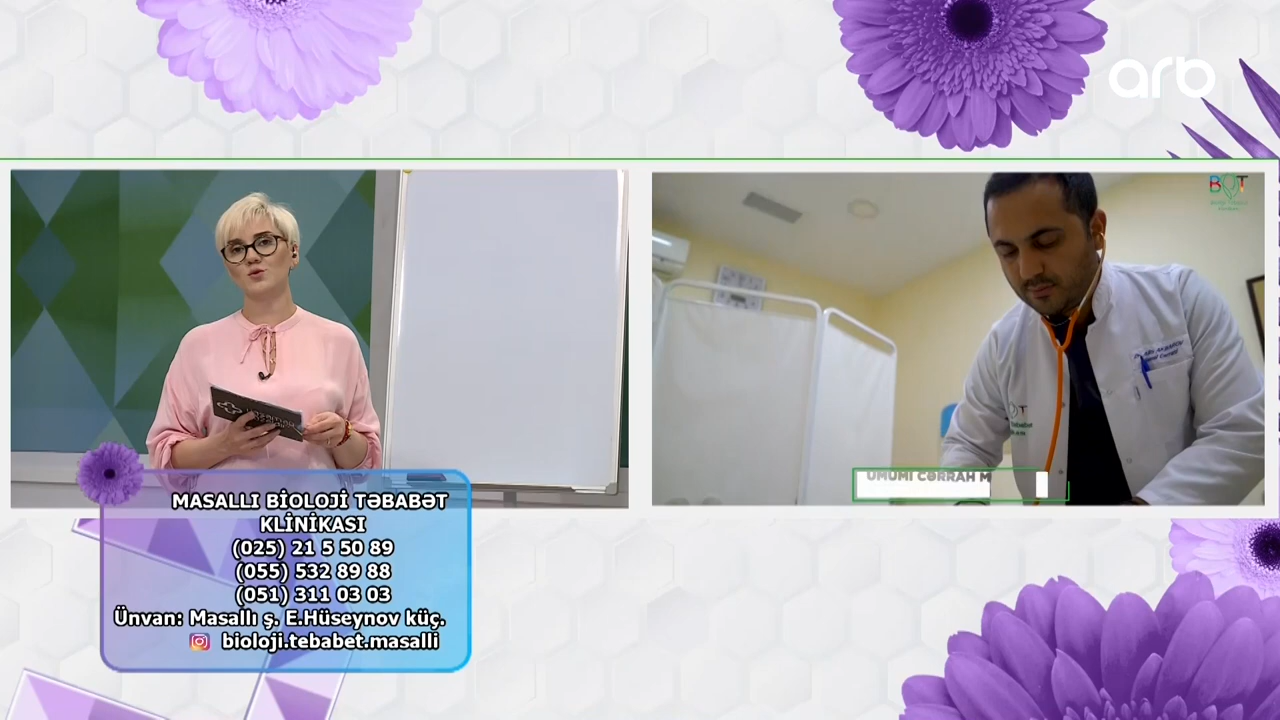 arb
BOT
ÜMUMİ CƏRRAH M
MASALLI BİOLOJİ TƏBABƏT
KLİNİKASI
(025) 21 5 50 89
(055) 532 89 88
(051) 311 03 03
Ünvan: Masallı ş. E.Hüseynov küç.
bioloji.tebabet.masalli